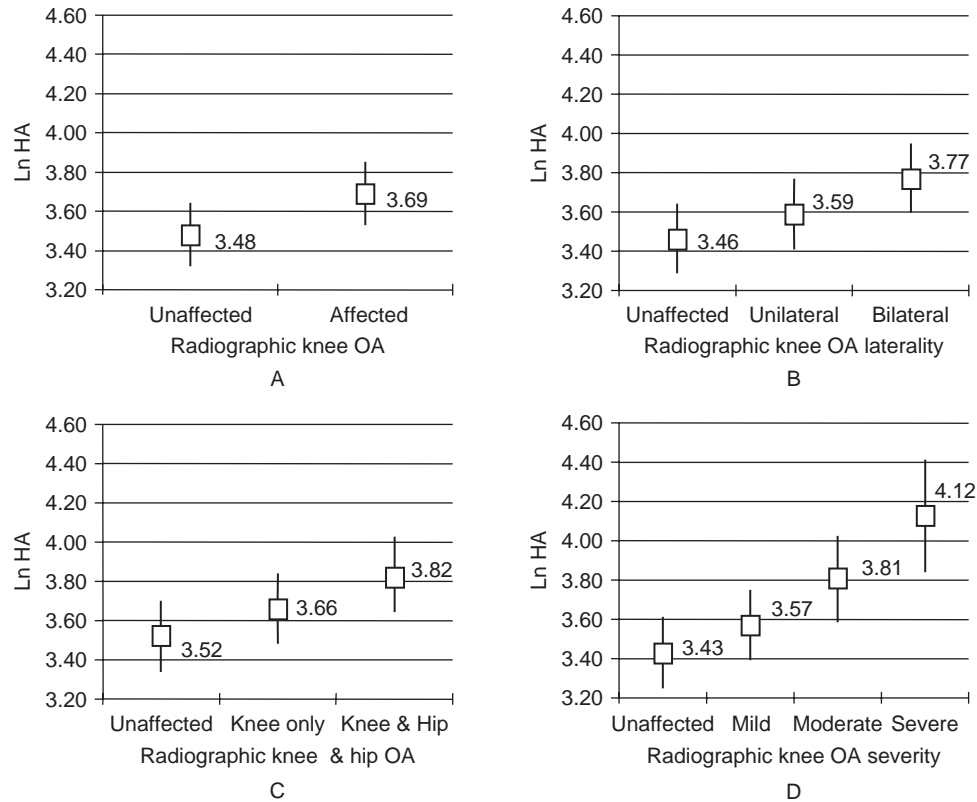 4.60
4.40
4.20
4.00
3.80
3.60
3.40
3.20
Ln HA
3.48
3.69
Unaffected Affected
Radiographic knee OA
A
4.60
4.40
4.20
4.00
3.80
3.60
3.40
3.20
Ln HA
3.46
3.59
3.77
Unaffected Unilateral Bilateral
Radiographic knee OA laterality
B
4.60
4.40
4.20
4.00
3.80
3.60
3.40
3.20
Ln HA
3.52
3.66
3.82
Unaffected Knee only Knee & Hip
Radiographic knee & hip OA
C
4.60
4.40
4.20
4.00
3.80
3.60
3.40
3.20
Ln HA
3.43
3.57
3.81
4.12
Unaffected Mild Moderate Severe
Radiographic knee OA severity
D